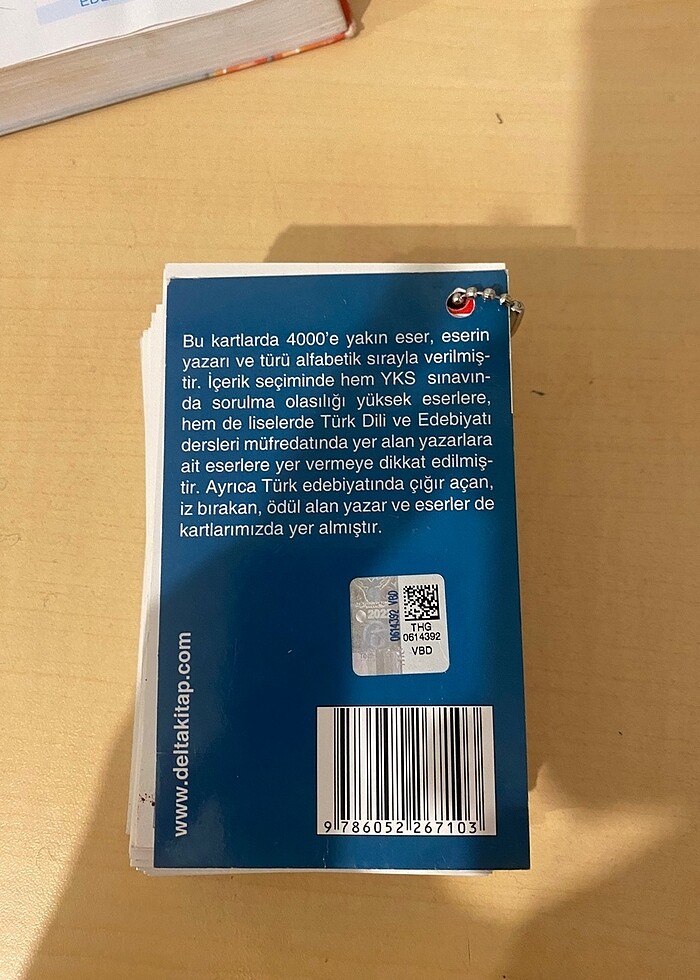 Bu kartlarda 4000'e yakın eser, eserin
yazarı ve türü alfabetik sırayla verilmiş-
tir. İçerik seçiminde hem YKS sınavın-
da sorulma olasılığı yüksek eserlere,
hem de liselerde Türk Dili ve Edebiyatı
dersleri müfredatında yer alan yazarlara
ait eserlere yer vermeye dikkat edilmiş-
tir. Ayrıca Türk edebiyatında çığır açan,
iz bırakan, ödül alan yazar ve eserler de
kartlarımızda yer almıştır.
0614392 VBD
THG
0614392
VBD
www.deltakitap.com
9 786052 267103